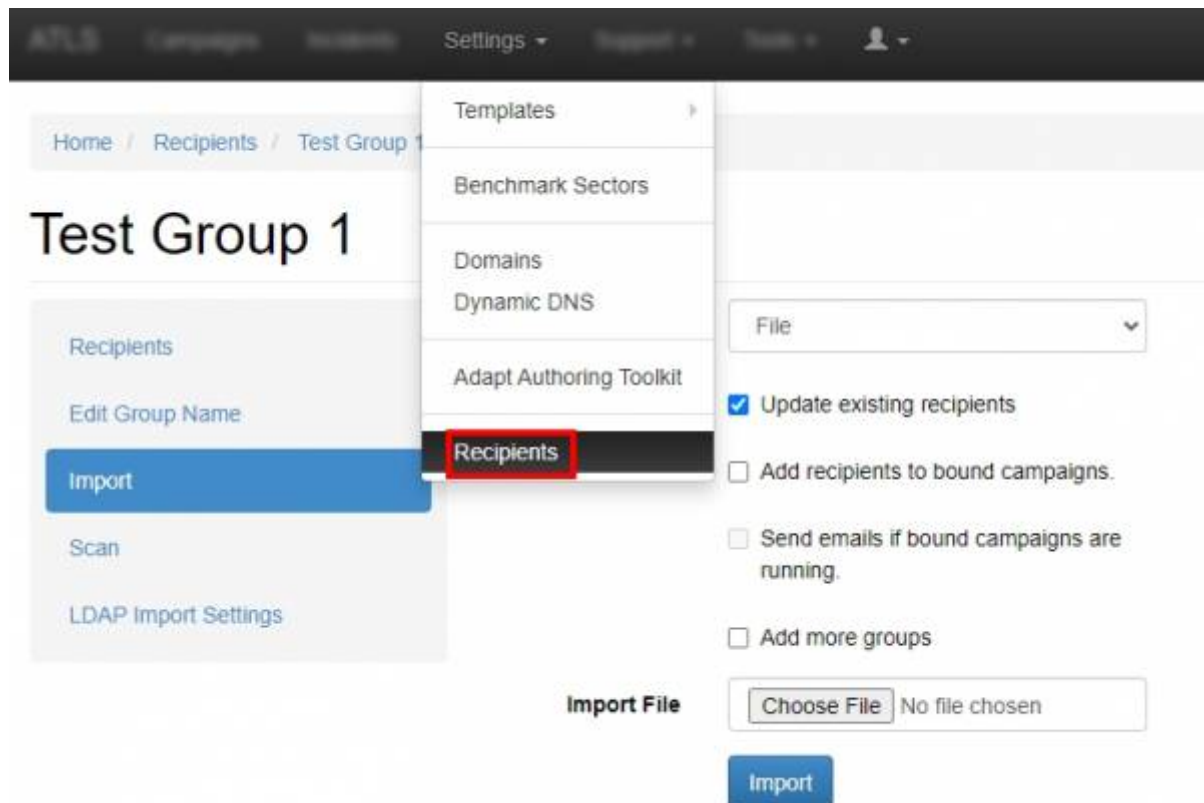 Settings
Templates
Home / Recipients / Test Group 1
Benchmark Sectors
Test Group 1
Domains
Dynamic DNS
File
Recipients
Adapt Authoring Toolkit
Update existing recipients
Edit Group Name
Recipients
Add recipients to bound campaigns.
Import
Send emails if bound campaigns are
running.
Scan
LDAP Import Settings
Add more groups
Import File Choose File No file chosen
Import